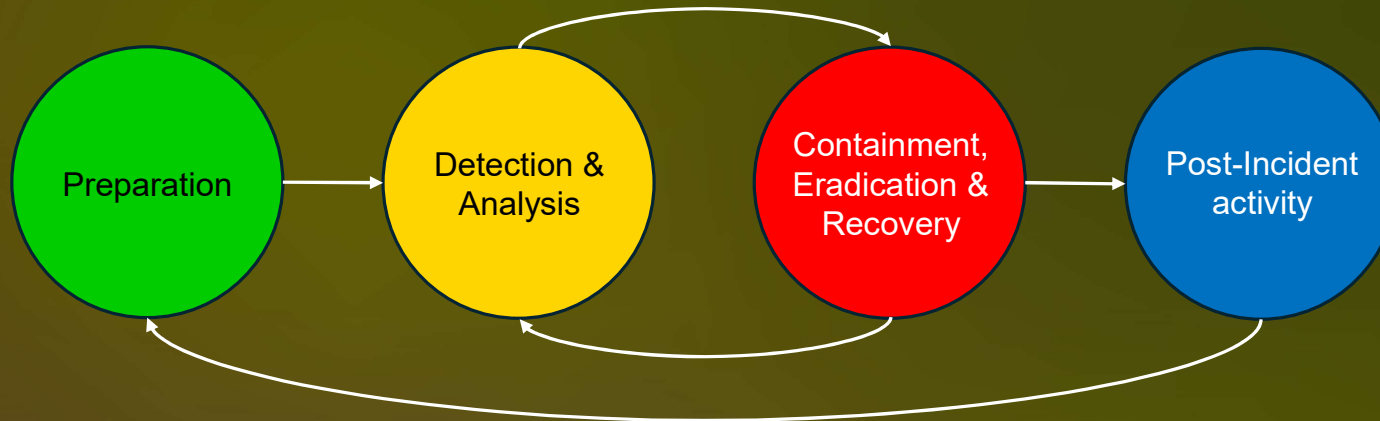 Preparation
Detection &
Analysis
Containment,
Eradication &
Recovery
Post-Incident
activity